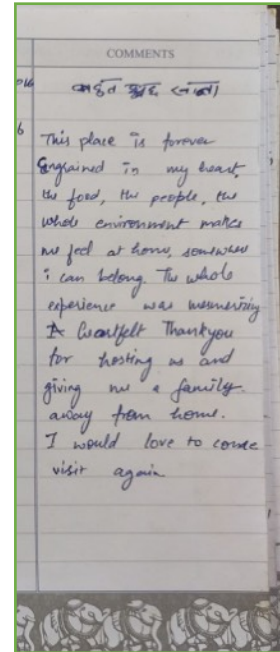 COMMENTS
016
6
This place is forever
Engrained in my heart,
the food, the people, the
whole environment makes
me feel at home, somewhere
i can belong. The whole
experience was mesmerizing
A heartfelt Thankyou
for hosting us and
giving me a family
away from home.
I would love to come
visit again